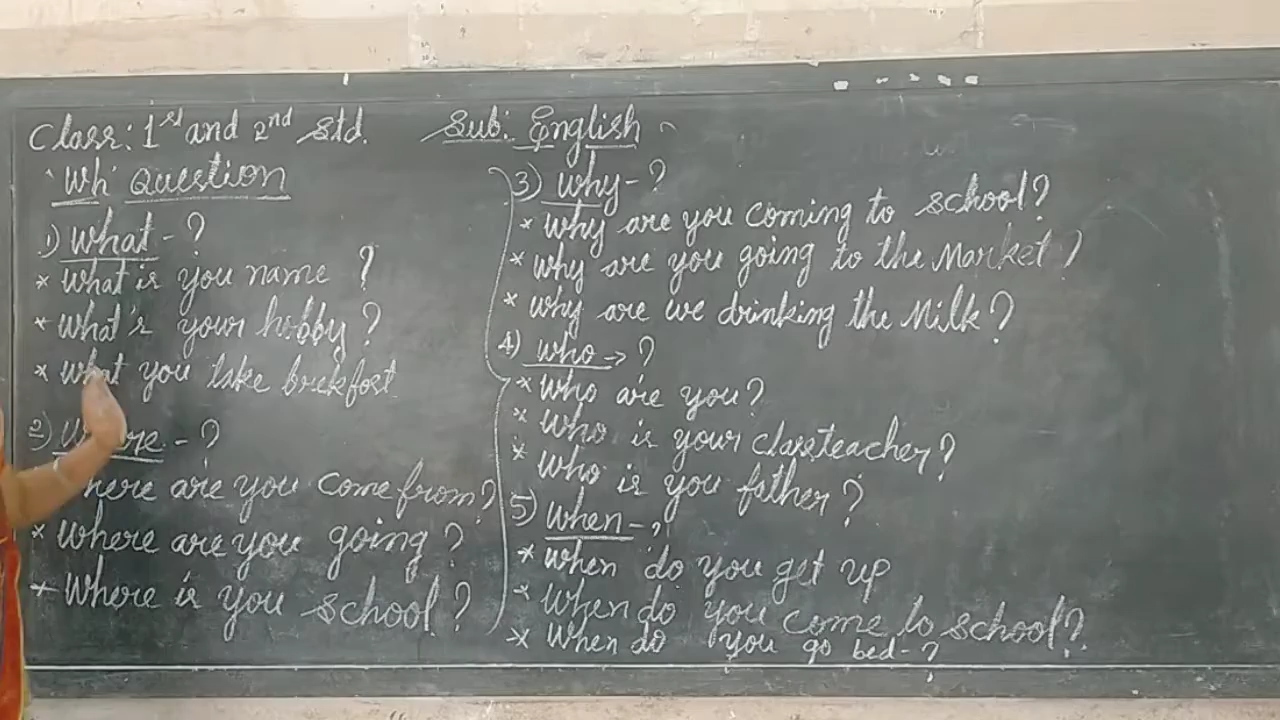 Class: 1st and 2nd Std.
Sub: English
'Wh' Question
1) What - ?
* What is you name ?
* What's your hobby ?
* What you take brekfast
2) - ?
are you come from ?
* Where are you going ?
* Where is you school ?
3) Why - ?
* Why are you coming to school ?
* Why are you going to the Market ?
* Why are we drinking the Milk ?
4) Who → ?
* Who are you ?
* Who is your classteacher ?
* Who is you father ?
5) When - ?
* When do you get up
* When do you come to school ?
* When do you go bed - ?